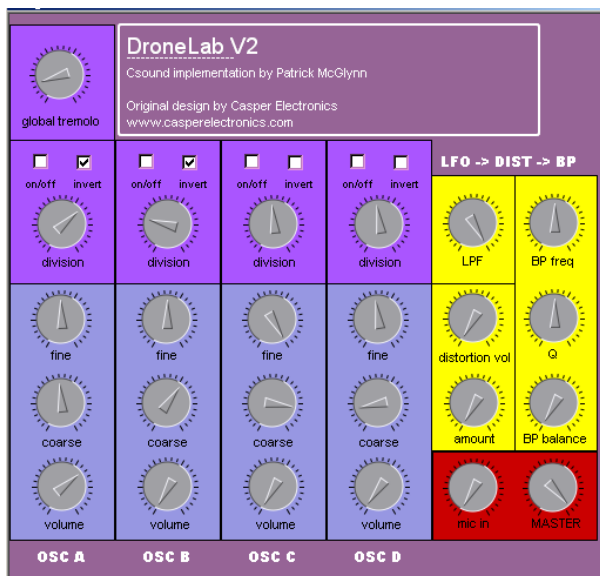 DroneLab V2
Csound implementation by Patrick McGlynn
Original design by Casper Electronics
www.casperelectronics.com
global tremolo
LFO -> DIST -> BP
on/off invert on/off invert on/off invert on/off invert
division division division division LPF BP freq
fine fine fine fine distortion vol Q
coarse coarse coarse coarse amount BP balance
volume volume volume volume mic in MASTER
OSC A OSC B OSC C OSC D